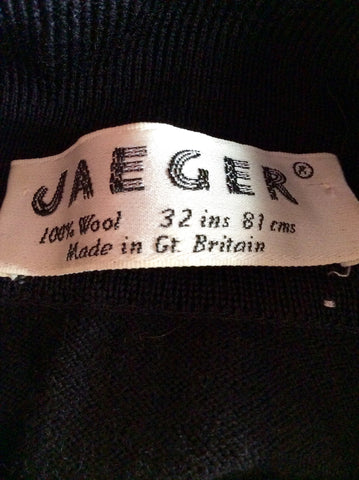 JAEGER®
100% Wool 32 ins 81 cms
Made in Gt. Britain